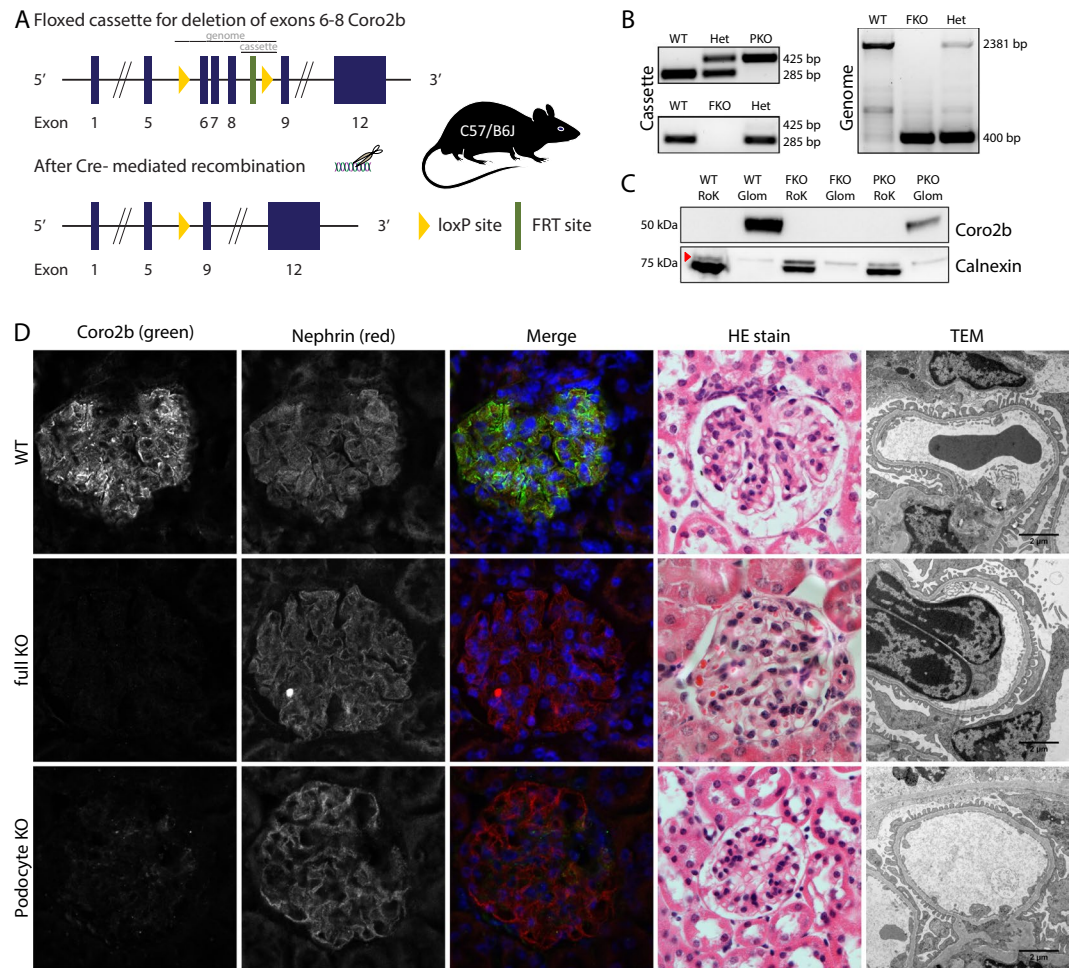 A
Floxed cassette for deletion of exons 6-8 Coro2b
genome
cassette
5’ 3’
Exon 1 5 6 7 8 9 12
C57/B6J
After Cre- mediated recombination
5’ 3’
Exon 1 5 9 12
loxP site
FRT site
B
Cassette
WT Het PKO
425 bp
285 bp
WT FKO Het
425 bp
285 bp
Genome
WT FKO Het
2381 bp
400 bp
C
WT RoK
WT Glom
FKO RoK
FKO Glom
PKO RoK
PKO Glom
50 kDa
Coro2b
75 kDa
Calnexin
D
Coro2b (green) Nephrin (red) Merge HE stain TEM
WT
2 µm
full KO
2 µm
Podocyte KO
2 µm